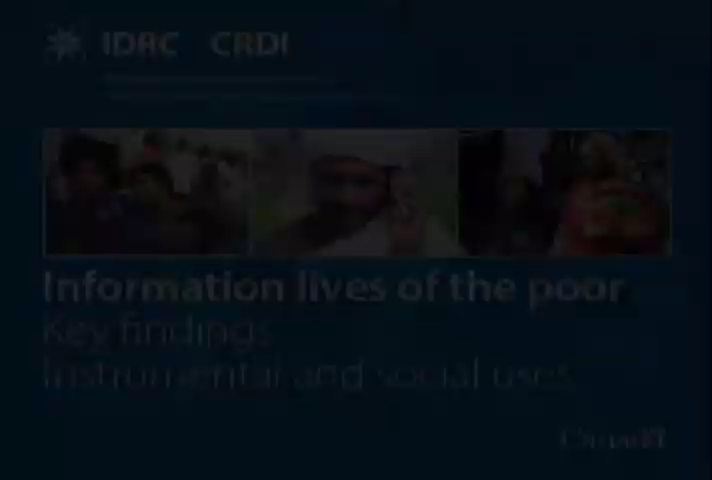 IDRC CRDI
Information lives of the poor
Key findings
Instrumental and social uses
Canada